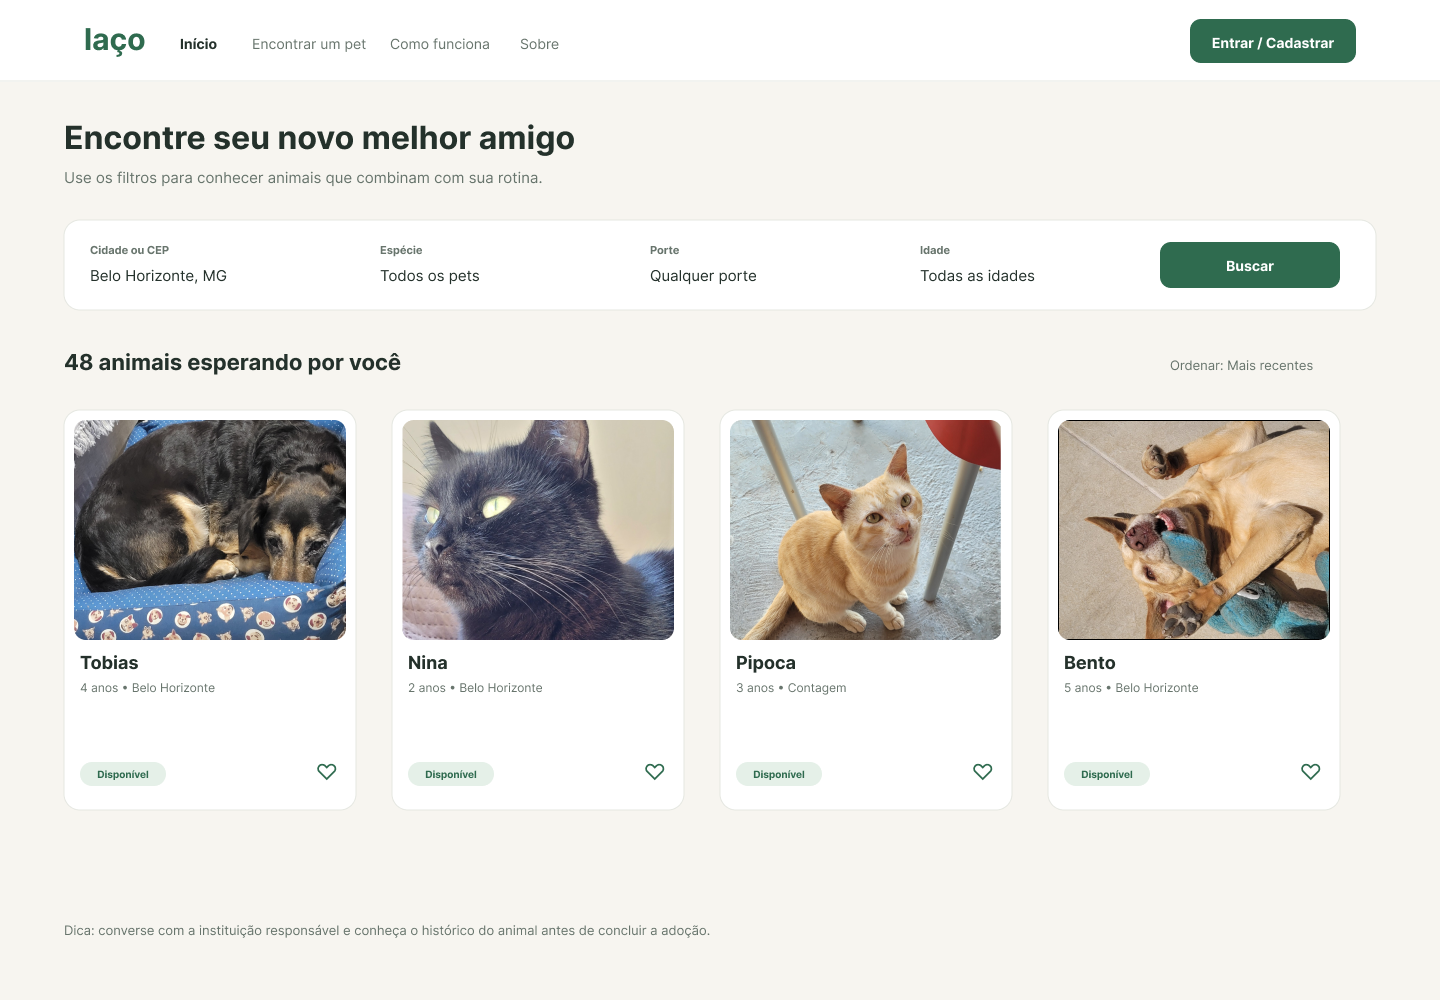 laço
Início
Encontrar um pet
Como funciona
Sobre
Entrar / Cadastrar
Encontre seu novo melhor amigo
Use os filtros para conhecer animais que combinam com sua rotina.
Cidade ou CEP
Belo Horizonte, MG
Espécie
Todos os pets
Porte
Qualquer porte
Idade
Todas as idades
Buscar
48 animais esperando por você
Ordenar: Mais recentes
Tobias
4 anos • Belo Horizonte
Disponível
Nina
2 anos • Belo Horizonte
Disponível
Pipoca
3 anos • Contagem
Disponível
Bento
5 anos • Belo Horizonte
Disponível
Dica: converse com a instituição responsável e conheça o histórico do animal antes de concluir a adoção.